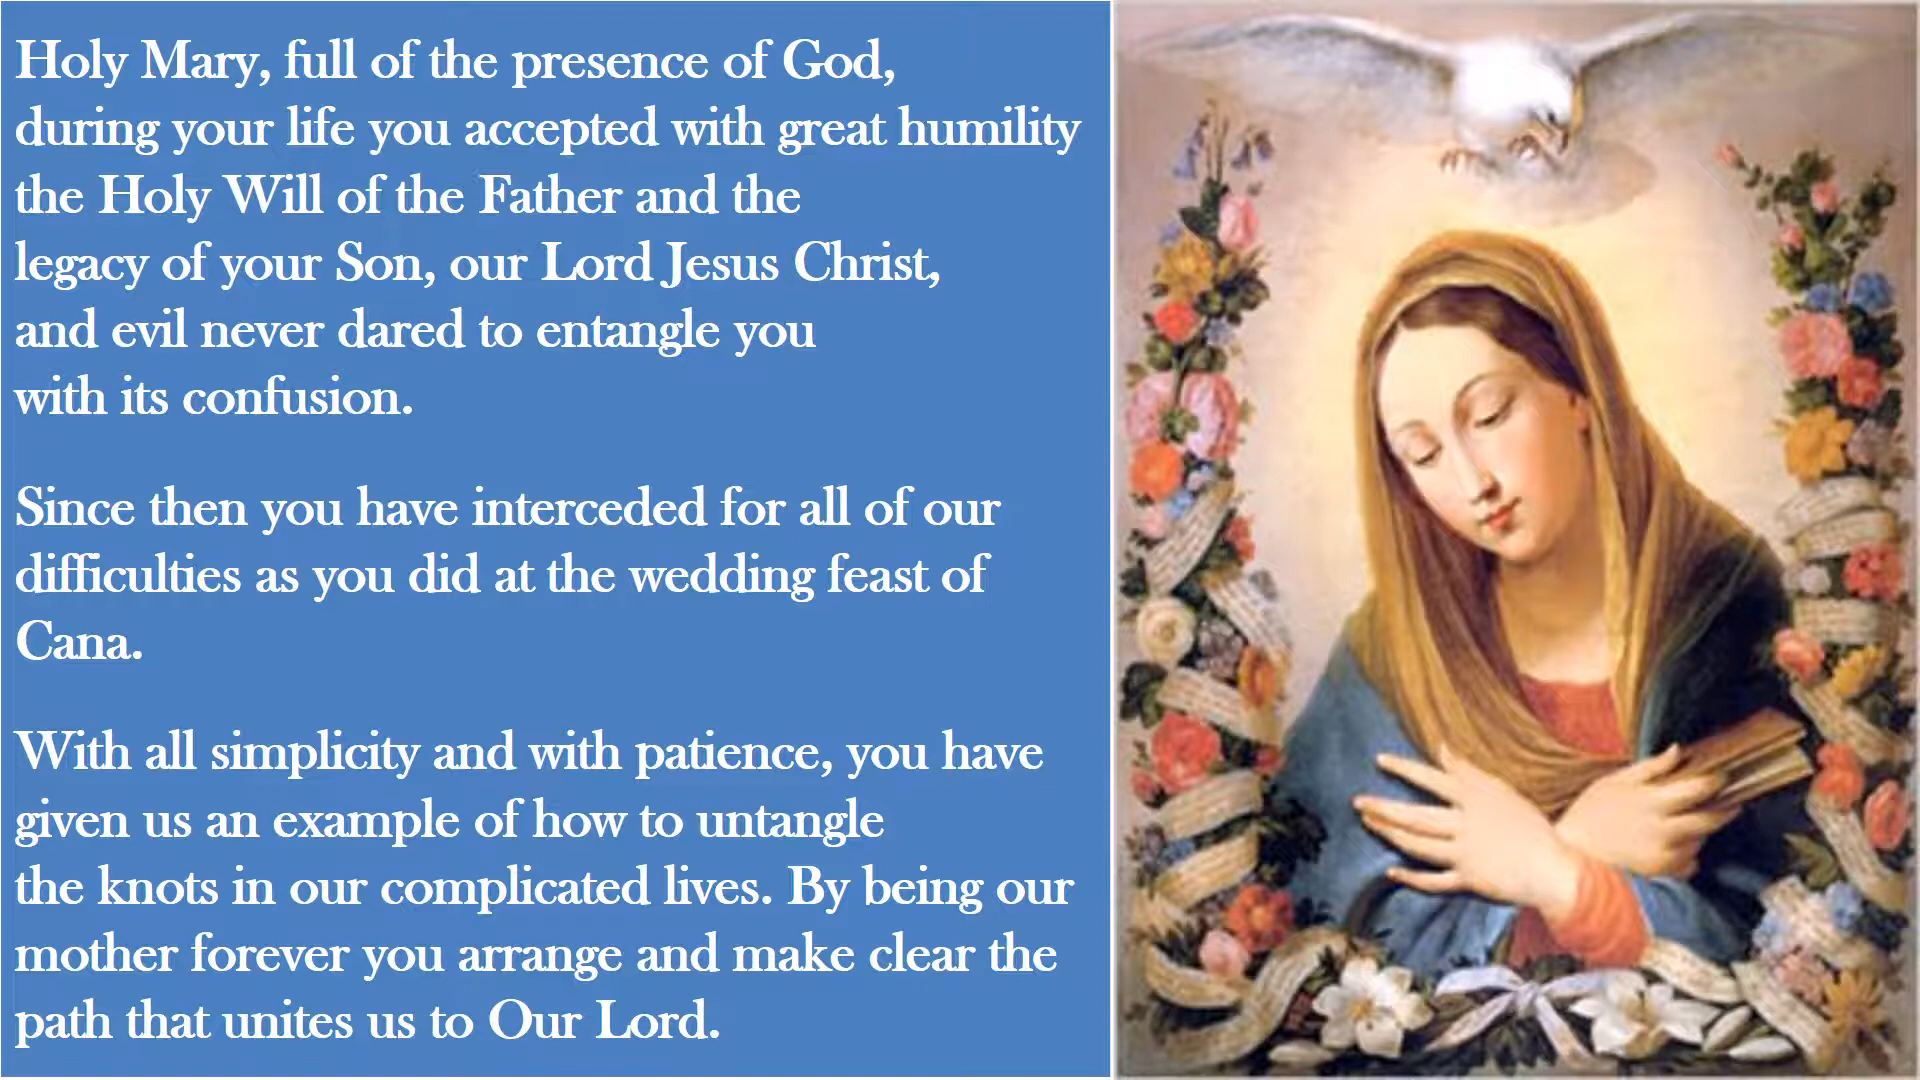 Holy Mary, full of the presence of God,
during your life you accepted with great humility
the Holy Will of the Father and the
legacy of your Son, our Lord Jesus Christ,
and evil never dared to entangle you
with its confusion.
Since then you have interceded for all of our
difficulties as you did at the wedding feast of
Cana.
With all simplicity and with patience, you have
given us an example of how to untangle
the knots in our complicated lives. By being our
mother forever you arrange and make clear the
path that unites us to Our Lord.